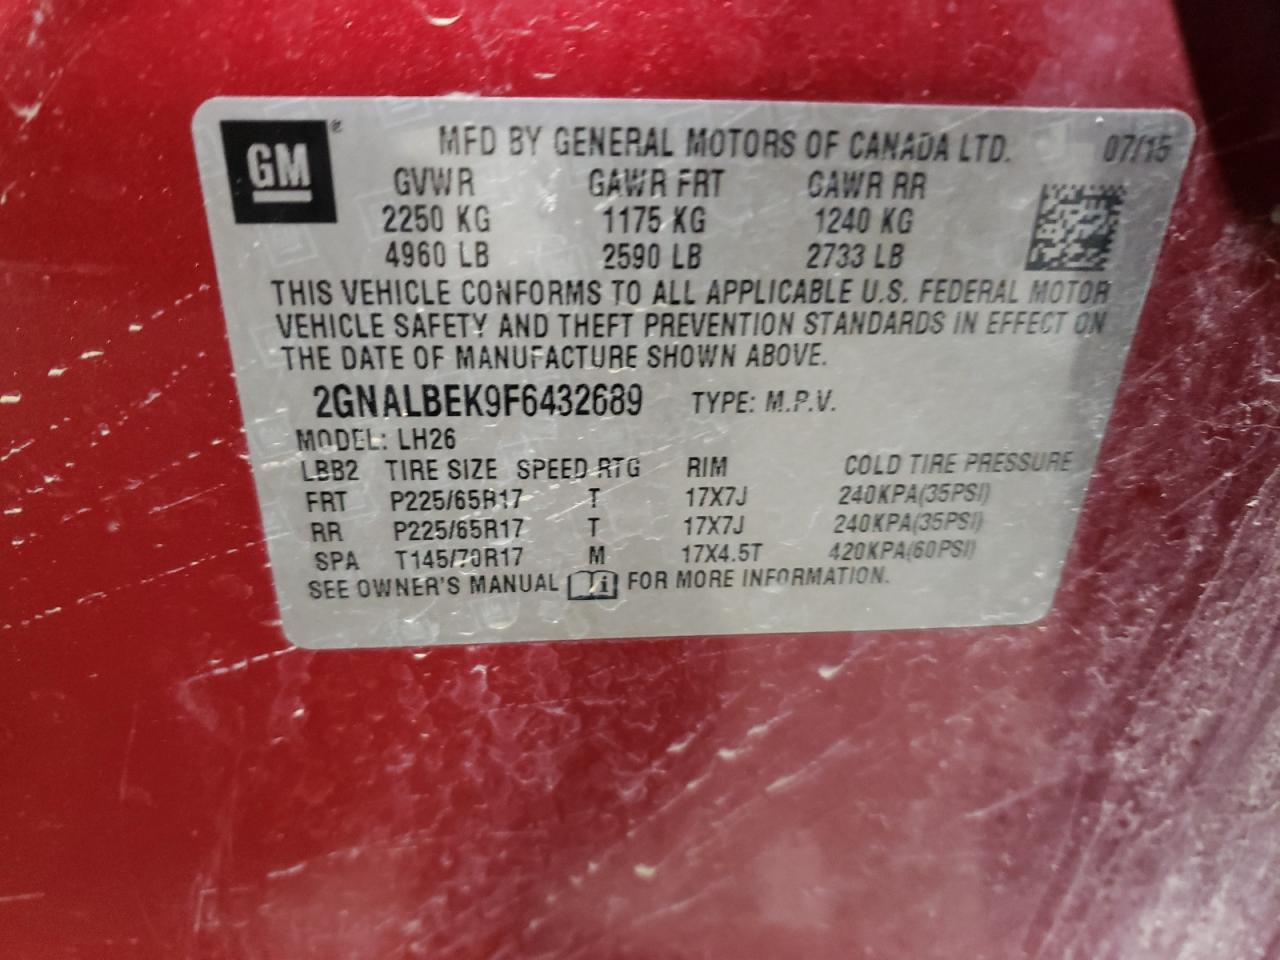 GM® MFD BY GENERAL MOTORS OF CANADA LTD. 07/15
GVWR GAWR FRT GAWR RR
2250 KG 1175 KG 1240 KG
4960 LB 2590 LB 2733 LB
THIS VEHICLE CONFORMS TO ALL APPLICABLE U.S. FEDERAL MOTOR
VEHICLE SAFETY AND THEFT PREVENTION STANDARDS IN EFFECT ON
THE DATE OF MANUFACTURE SHOWN ABOVE.
2GNALBEK9F6432689 TYPE: M.P.V.
MODEL: LH26
LBB2 TIRE SIZE SPEED RTG RIM COLD TIRE PRESSURE
FRT P225/65R17 T 17X7J 240KPA(35PSI)
RR P225/65R17 T 17X7J 240KPA(35PSI)
SPA T145/70R17 M 17X4.5T 420KPA(60PSI)
SEE OWNER'S MANUAL i FOR MORE INFORMATION.